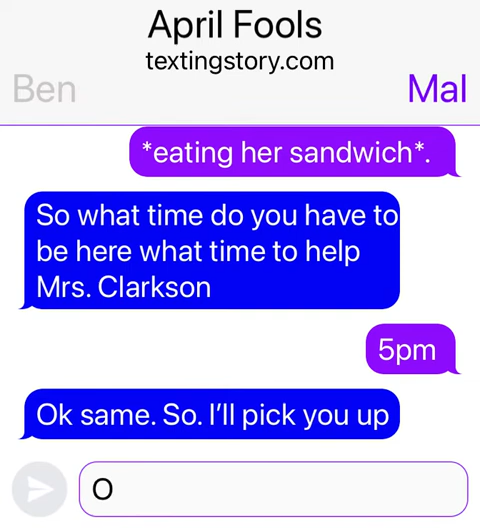 April Fools
textingstory.com
Ben Mal
*eating her sandwich*.
So what time do you have to
be here what time to help
Mrs. Clarkson
5pm
Ok same. So. I'll pick you up
O